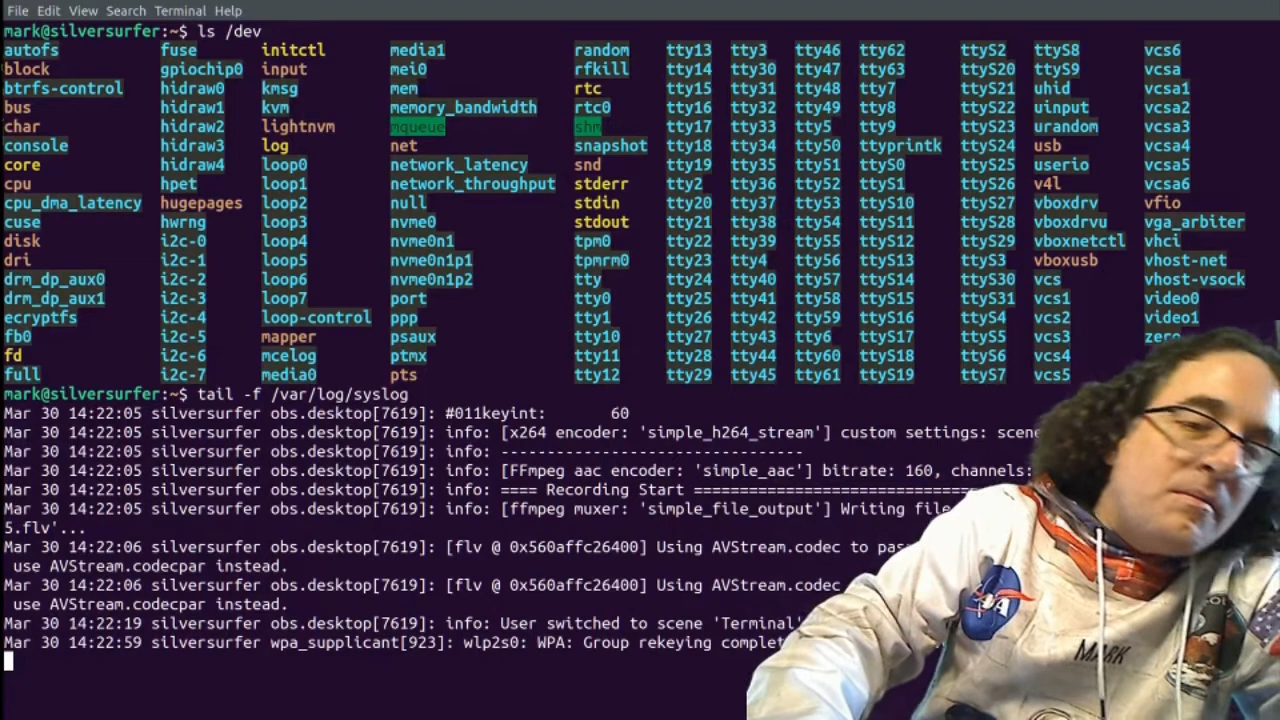 File Edit View Search Terminal Help
mark@silversurfer:~$ ls /dev
autofs fuse initctl media1 random tty13 tty3 tty46 tty62 ttyS2 ttyS8 vcs6
block gpiochip0 input mei0 rfkill tty14 tty30 tty47 tty63 ttyS20 ttyS9 vcsa
btrfs-control hidraw0 kmsg mem rtc tty15 tty31 tty48 tty7 ttyS21 uhid vcsa1
bus hidraw1 kvm memory_bandwidth rtc0 tty16 tty32 tty49 tty8 ttyS22 uinput vcsa2
char hidraw2 lightnvm mqueue shm tty17 tty33 tty5 tty9 ttyS23 urandom vcsa3
console hidraw3 log net snapshot tty18 tty34 tty50 ttyprintk ttyS24 usb vcsa4
core hidraw4 loop0 network_latency snd tty19 tty35 tty51 ttyS0 ttyS25 userio vcsa5
cpu hpet loop1 network_throughput stderr tty2 tty36 tty52 ttyS1 ttyS26 v4l vcsa6
cpu_dma_latency hugepages loop2 null stdin tty20 tty37 tty53 ttyS10 ttyS27 vboxdrv vfio
cuse hwrng loop3 nvme0 stdout tty21 tty38 tty54 ttyS11 ttyS28 vboxdrvu vga_arbiter
disk i2c-0 loop4 nvme0n1 tpm0 tty22 tty39 tty55 ttyS12 ttyS29 vboxnetctl vhci
dri i2c-1 loop5 nvme0n1p1 tpmrm0 tty23 tty4 tty56 ttyS13 ttyS3 vboxusb vhost-net
drm_dp_aux0 i2c-2 loop6 nvme0n1p2 tty tty24 tty40 tty57 ttyS14 ttyS30 vcs vhost-vsock
drm_dp_aux1 i2c-3 loop7 port tty0 tty25 tty41 tty58 ttyS15 ttyS31 vcs1 video0
ecryptfs i2c-4 loop-control ppp tty1 tty26 tty42 tty59 ttyS16 ttyS4 vcs2 video1
fb0 i2c-5 mapper psaux tty10 tty27 tty43 tty6 ttyS17 ttyS5 vcs3 zero
fd i2c-6 mcelog ptmx tty11 tty28 tty44 tty60 ttyS18 ttyS6 vcs4
full i2c-7 media0 pts tty12 tty29 tty45 tty61 ttyS19 ttyS7 vcs5
mark@silversurfer:~$ tail -f /var/log/syslog
Mar 30 14:22:05 silversurfer obs.desktop[7619]: #011keyint: 60
Mar 30 14:22:05 silversurfer obs.desktop[7619]: info: [x264 encoder: 'simple_h264_stream'] custom settings: scene
Mar 30 14:22:05 silversurfer obs.desktop[7619]: info: ---------------------------------
Mar 30 14:22:05 silversurfer obs.desktop[7619]: info: [FFmpeg aac encoder: 'simple_aac'] bitrate: 160, channels:
Mar 30 14:22:05 silversurfer obs.desktop[7619]: info: ==== Recording Start ==============================
Mar 30 14:22:05 silversurfer obs.desktop[7619]: info: [ffmpeg muxer: 'simple_file_output'] Writing file
5.flv'...
Mar 30 14:22:06 silversurfer obs.desktop[7619]: [flv @ 0x560affc26400] Using AVStream.codec to pas
use AVStream.codecpar instead.
Mar 30 14:22:06 silversurfer obs.desktop[7619]: [flv @ 0x560affc26400] Using AVStream.codec
use AVStream.codecpar instead.
Mar 30 14:22:19 silversurfer obs.desktop[7619]: info: User switched to scene 'Terminal'
Mar 30 14:22:59 silversurfer wpa_supplicant[923]: wlp2s0: WPA: Group rekeying complet
MARK